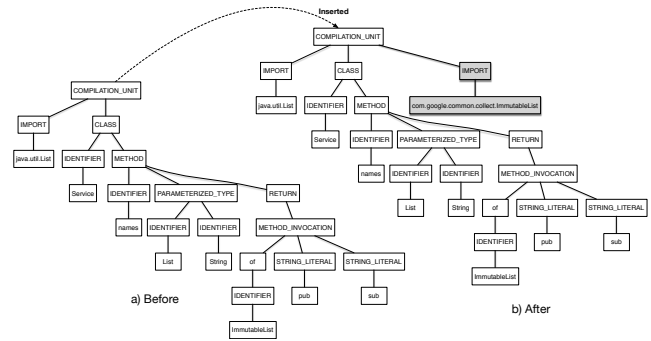 Inserted
COMPILATION_UNIT
IMPORT CLASS IMPORT
java.util.List IDENTIFIER METHOD com.google.common.collect.ImmutableList
Service IDENTIFIER PARAMETERIZED_TYPE RETURN
names IDENTIFIER IDENTIFIER METHOD_INVOCATION
List String of STRING_LITERAL STRING_LITERAL
IDENTIFIER pub sub
ImmutableList
b) After
COMPILATION_UNIT
IMPORT CLASS
java.util.List IDENTIFIER METHOD
Service IDENTIFIER PARAMETERIZED_TYPE RETURN
names IDENTIFIER IDENTIFIER METHOD_INVOCATION
List String of STRING_LITERAL STRING_LITERAL
IDENTIFIER pub sub
ImmutableList
a) Before